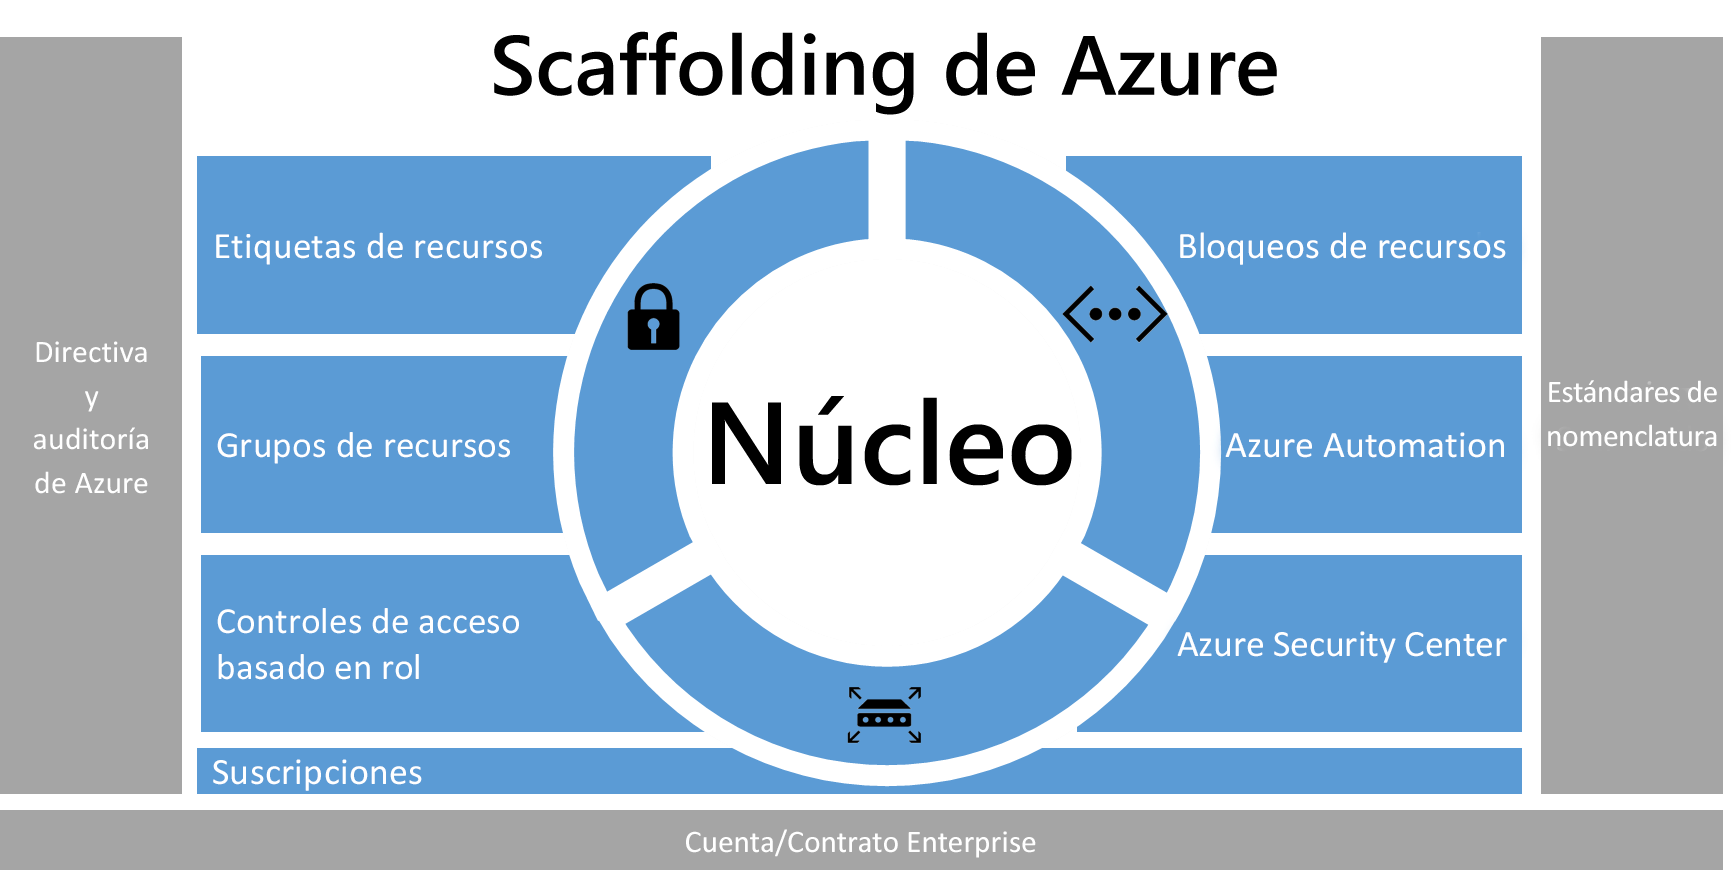 Scaffolding de Azure
Directiva
y
auditoría
de Azure
Etiquetas de recursos
Grupos de recursos
Controles de acceso
basado en rol
Suscripciones
Núcleo
Bloqueos de recursos
Azure Automation
Azure Security Center
Estándares de
nomenclatura
Cuenta/Contrato Enterprise